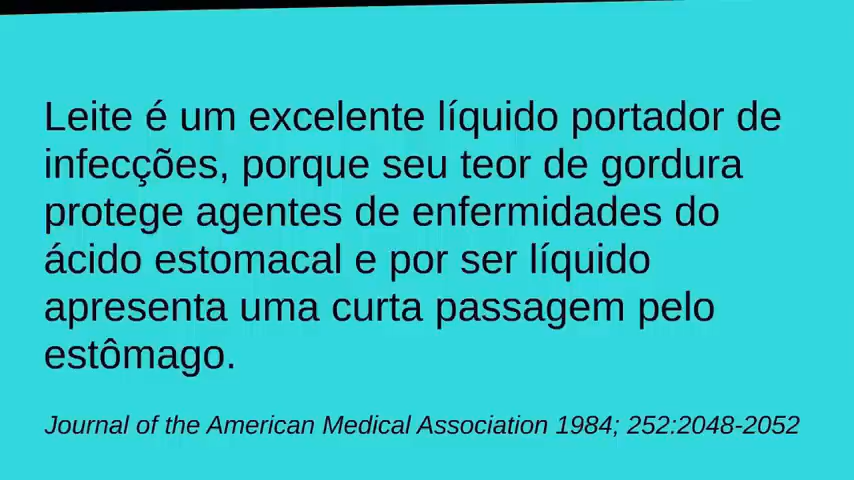 Leite é um excelente líquido portador de
infecções, porque seu teor de gordura
protege agentes de enfermidades do
ácido estomacal e por ser líquido
apresenta uma curta passagem pelo
estômago.
Journal of the American Medical Association 1984; 252:2048-2052